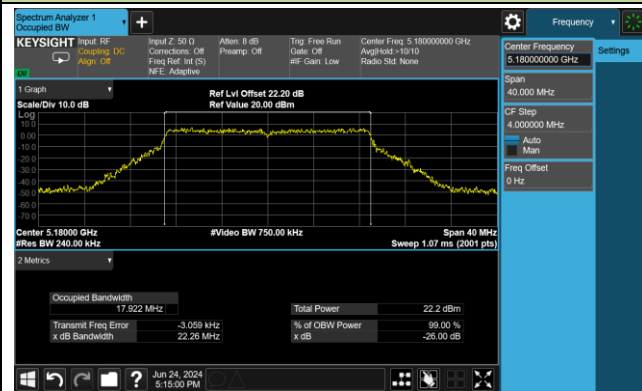 Spectrum Analyzer 1
Occupied BW
Frequency
KEYSIGHT
Input: RF
Coupling: DC
Align: Off
Input Z: 50 Ω
Corrections: Off
Freq Ref: Int (S)
NFE: Adaptive
Atten: 8 dB
Preamp: Off
Trig: Free Run
Gate: Off
#IF Gain: Low
Center Freq: 5.180000000 GHz
Avg|Hold:>10/10
Radio Std: None
Center Frequency
5.180000000 GHz
Settings
Span
40.000 MHz
CF Step
4.000000 MHz
Auto
Man
Freq Offset
0 Hz
1 Graph
Scale/Div 10.0 dB
Ref Lvl Offset 22.20 dB
Ref Value 20.00 dBm
Log
10.0
0.00
-10.0
-20.0
-30.0
-40.0
-50.0
-60.0
-70.0
Center 5.18000 GHz
#Res BW 240.00 kHz
#Video BW 750.00 kHz
Span 40 MHz
Sweep 1.07 ms (2001 pts)
2 Metrics
Occupied Bandwidth
17.922 MHz
Total Power 22.2 dBm
Transmit Freq Error -3.059 kHz
% of OBW Power 99.00 %
x dB Bandwidth 22.26 MHz
x dB -26.00 dB
Jun 24, 2024
5:15:00 PM